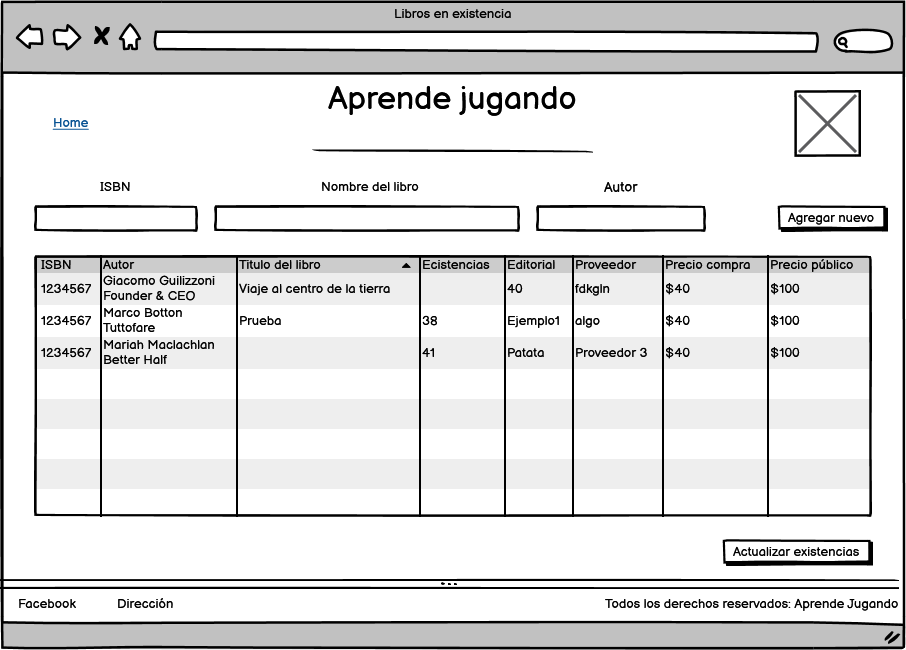 Libros en existencia
Aprende jugando
Home
ISBN Nombre del libro Autor
Agregar nuevo
ISBN Autor Titulo del libro Ecistencias Editorial Proveedor Precio compra Precio público
1234567 Giacomo Guilizzoni Founder & CEO Viaje al centro de la tierra 40 fdkgln $40 $100
1234567 Marco Botton Tuttofare Prueba 38 Ejemplo1 algo $40 $100
1234567 Mariah Maclachlan Better Half 41 Patata Proveedor 3 $40 $100
Actualizar existencias
Facebook Dirección Todos los derechos reservados: Aprende Jugando